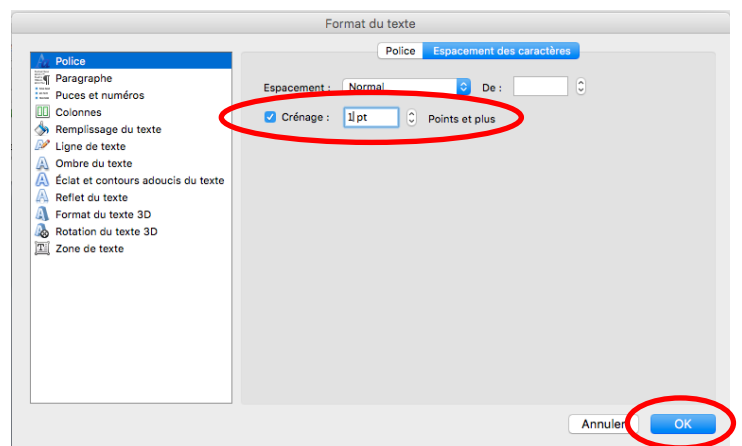 Format du texte
Police
Paragraphe
Puces et numéros
Colonnes
Remplissage du texte
Ligne de texte
Ombre du texte
Éclat et contours adoucis du texte
Reflet du texte
Format du texte 3D
Rotation du texte 3D
Zone de texte
Police Espacement des caractères
Espacement : Normal De :
Crénage : 1 pt Points et plus
Annuler OK